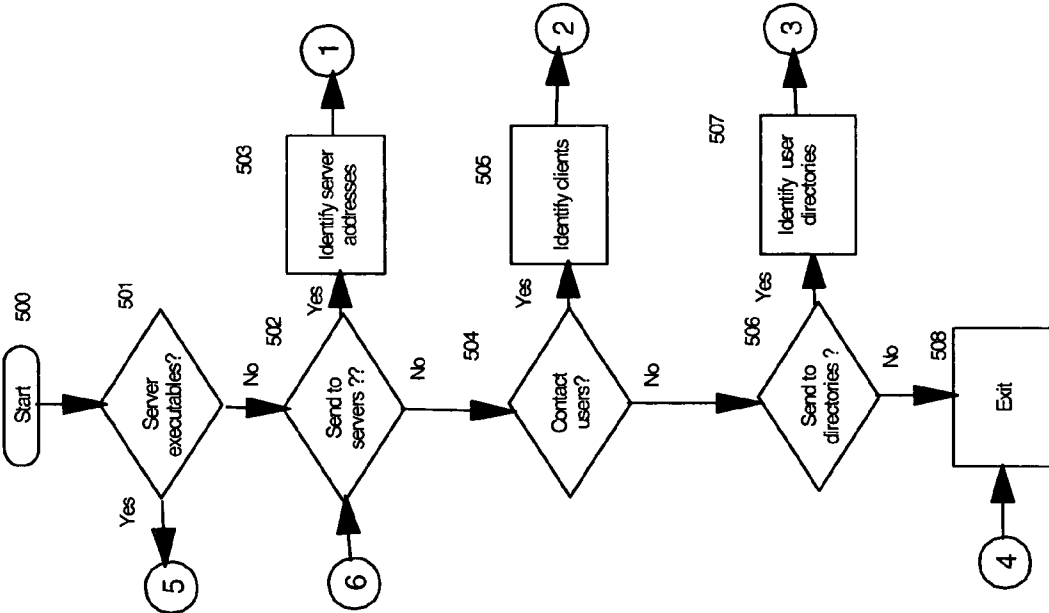 Start
500
501
Server
executables?
Yes
5
No
502
Send to
servers ??
6
Yes
503
Identify server
addresses
1
No
504
Contact
users?
Yes
505
Identify clients
2
No
506
Send to
directories ?
Yes
507
Identify user
directories
3
No
508
Exit
4